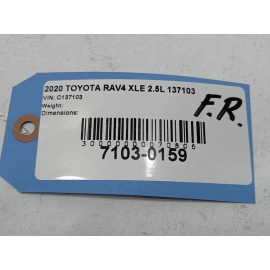 2020 TOYOTA RAV4 XLE 2.5L 137103
VIN: C137103
Weight:
Dimensions:
F.R.
3000000070806
7103-0159